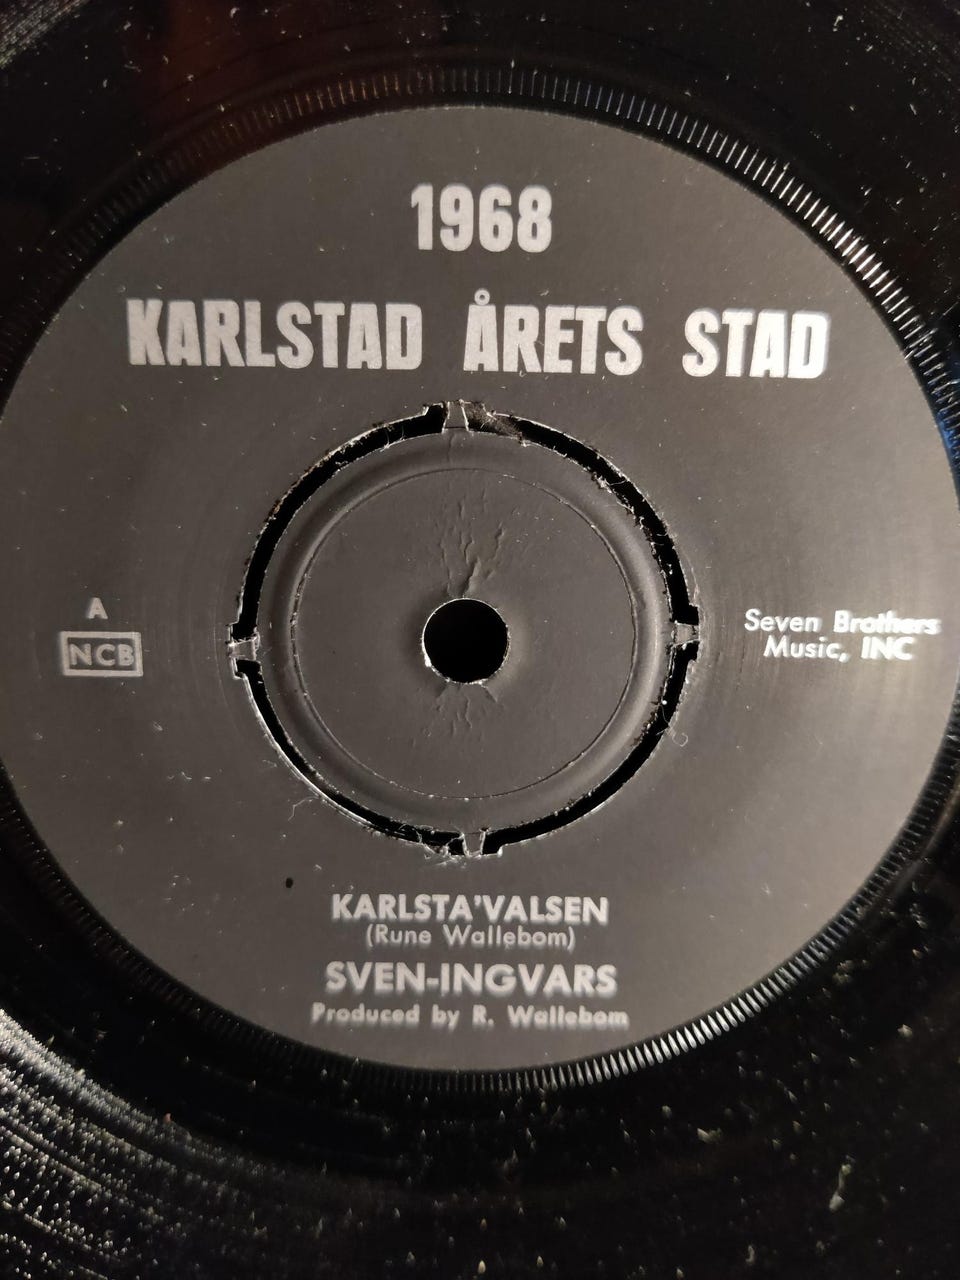 1968
KARLSTAD ÅRETS STAD
A
NCB
Seven Brothers
Music, INC
KARLSTA'VALSEN
(Rune Wallebom)
SVEN-INGVARS
Produced by R. Wallebom